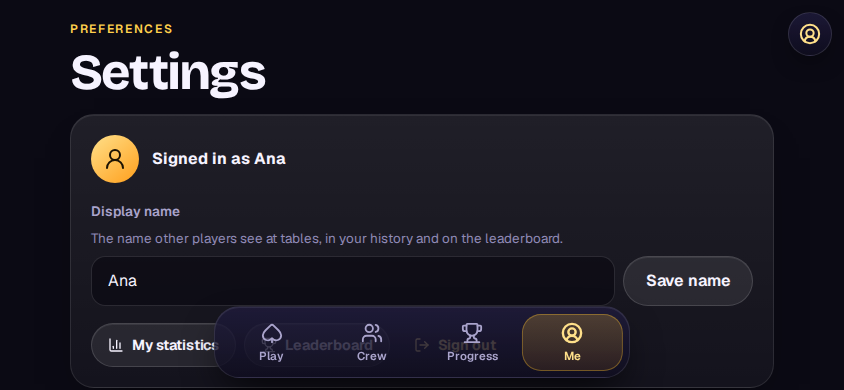 PREFERENCES
Settings
Signed in as Ana
Display name
The name other players see at tables, in your history and on the leaderboard.
Ana
Save name
My statistics
Leaderboard
Sign out
Play
Crew
Progress
Me